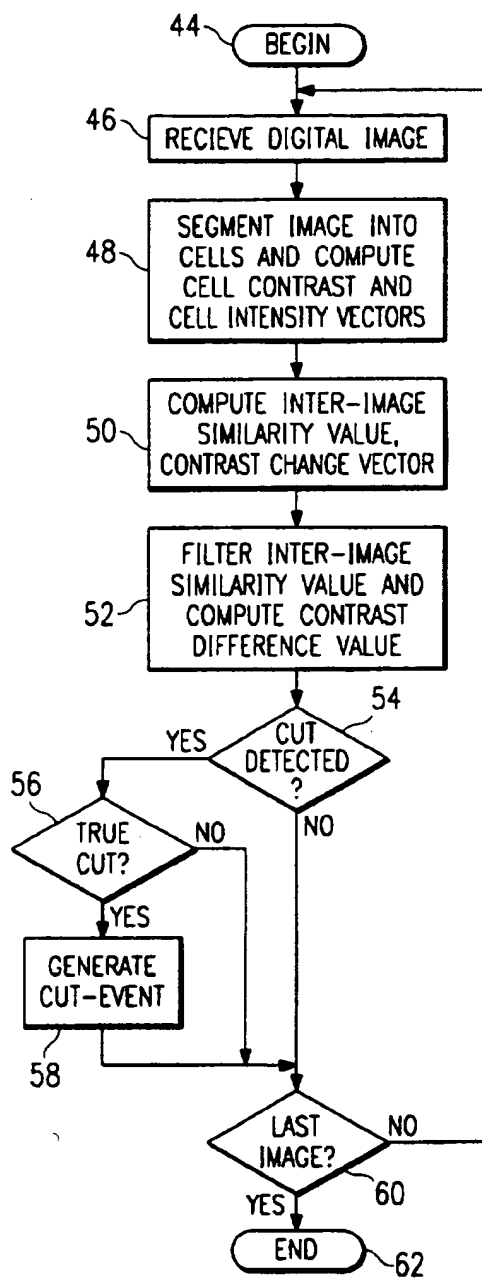 44
BEGIN
46
RECIEVE DIGITAL IMAGE
48
SEGMENT IMAGE INTO
CELLS AND COMPUTE
CELL CONTRAST AND
CELL INTENSITY VECTORS
50
COMPUTE INTER-IMAGE
SIMILARITY VALUE,
CONTRAST CHANGE VECTOR
52
FILTER INTER-IMAGE
SIMILARITY VALUE AND
COMPUTE CONTRAST
DIFFERENCE VALUE
54
YES
CUT
DETECTED
?
NO
56
TRUE
CUT?
NO
YES
GENERATE
CUT-EVENT
58
LAST
IMAGE?
NO
60
YES
END
62